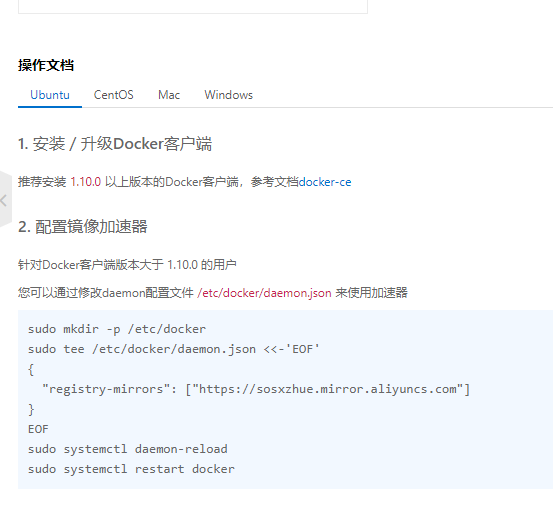 操作文档
Ubuntu CentOS Mac Windows
1. 安装 / 升级Docker客户端
推荐安装 1.10.0 以上版本的Docker客户端，参考文档docker-ce
2. 配置镜像加速器
针对Docker客户端版本大于 1.10.0 的用户
您可以通过修改daemon配置文件 /etc/docker/daemon.json 来使用加速器
sudo mkdir -p /etc/docker
sudo tee /etc/docker/daemon.json <<-'EOF'
{
  "registry-mirrors": ["https://sosxzhue.mirror.aliyuncs.com"]
}
EOF
sudo systemctl daemon-reload
sudo systemctl restart docker